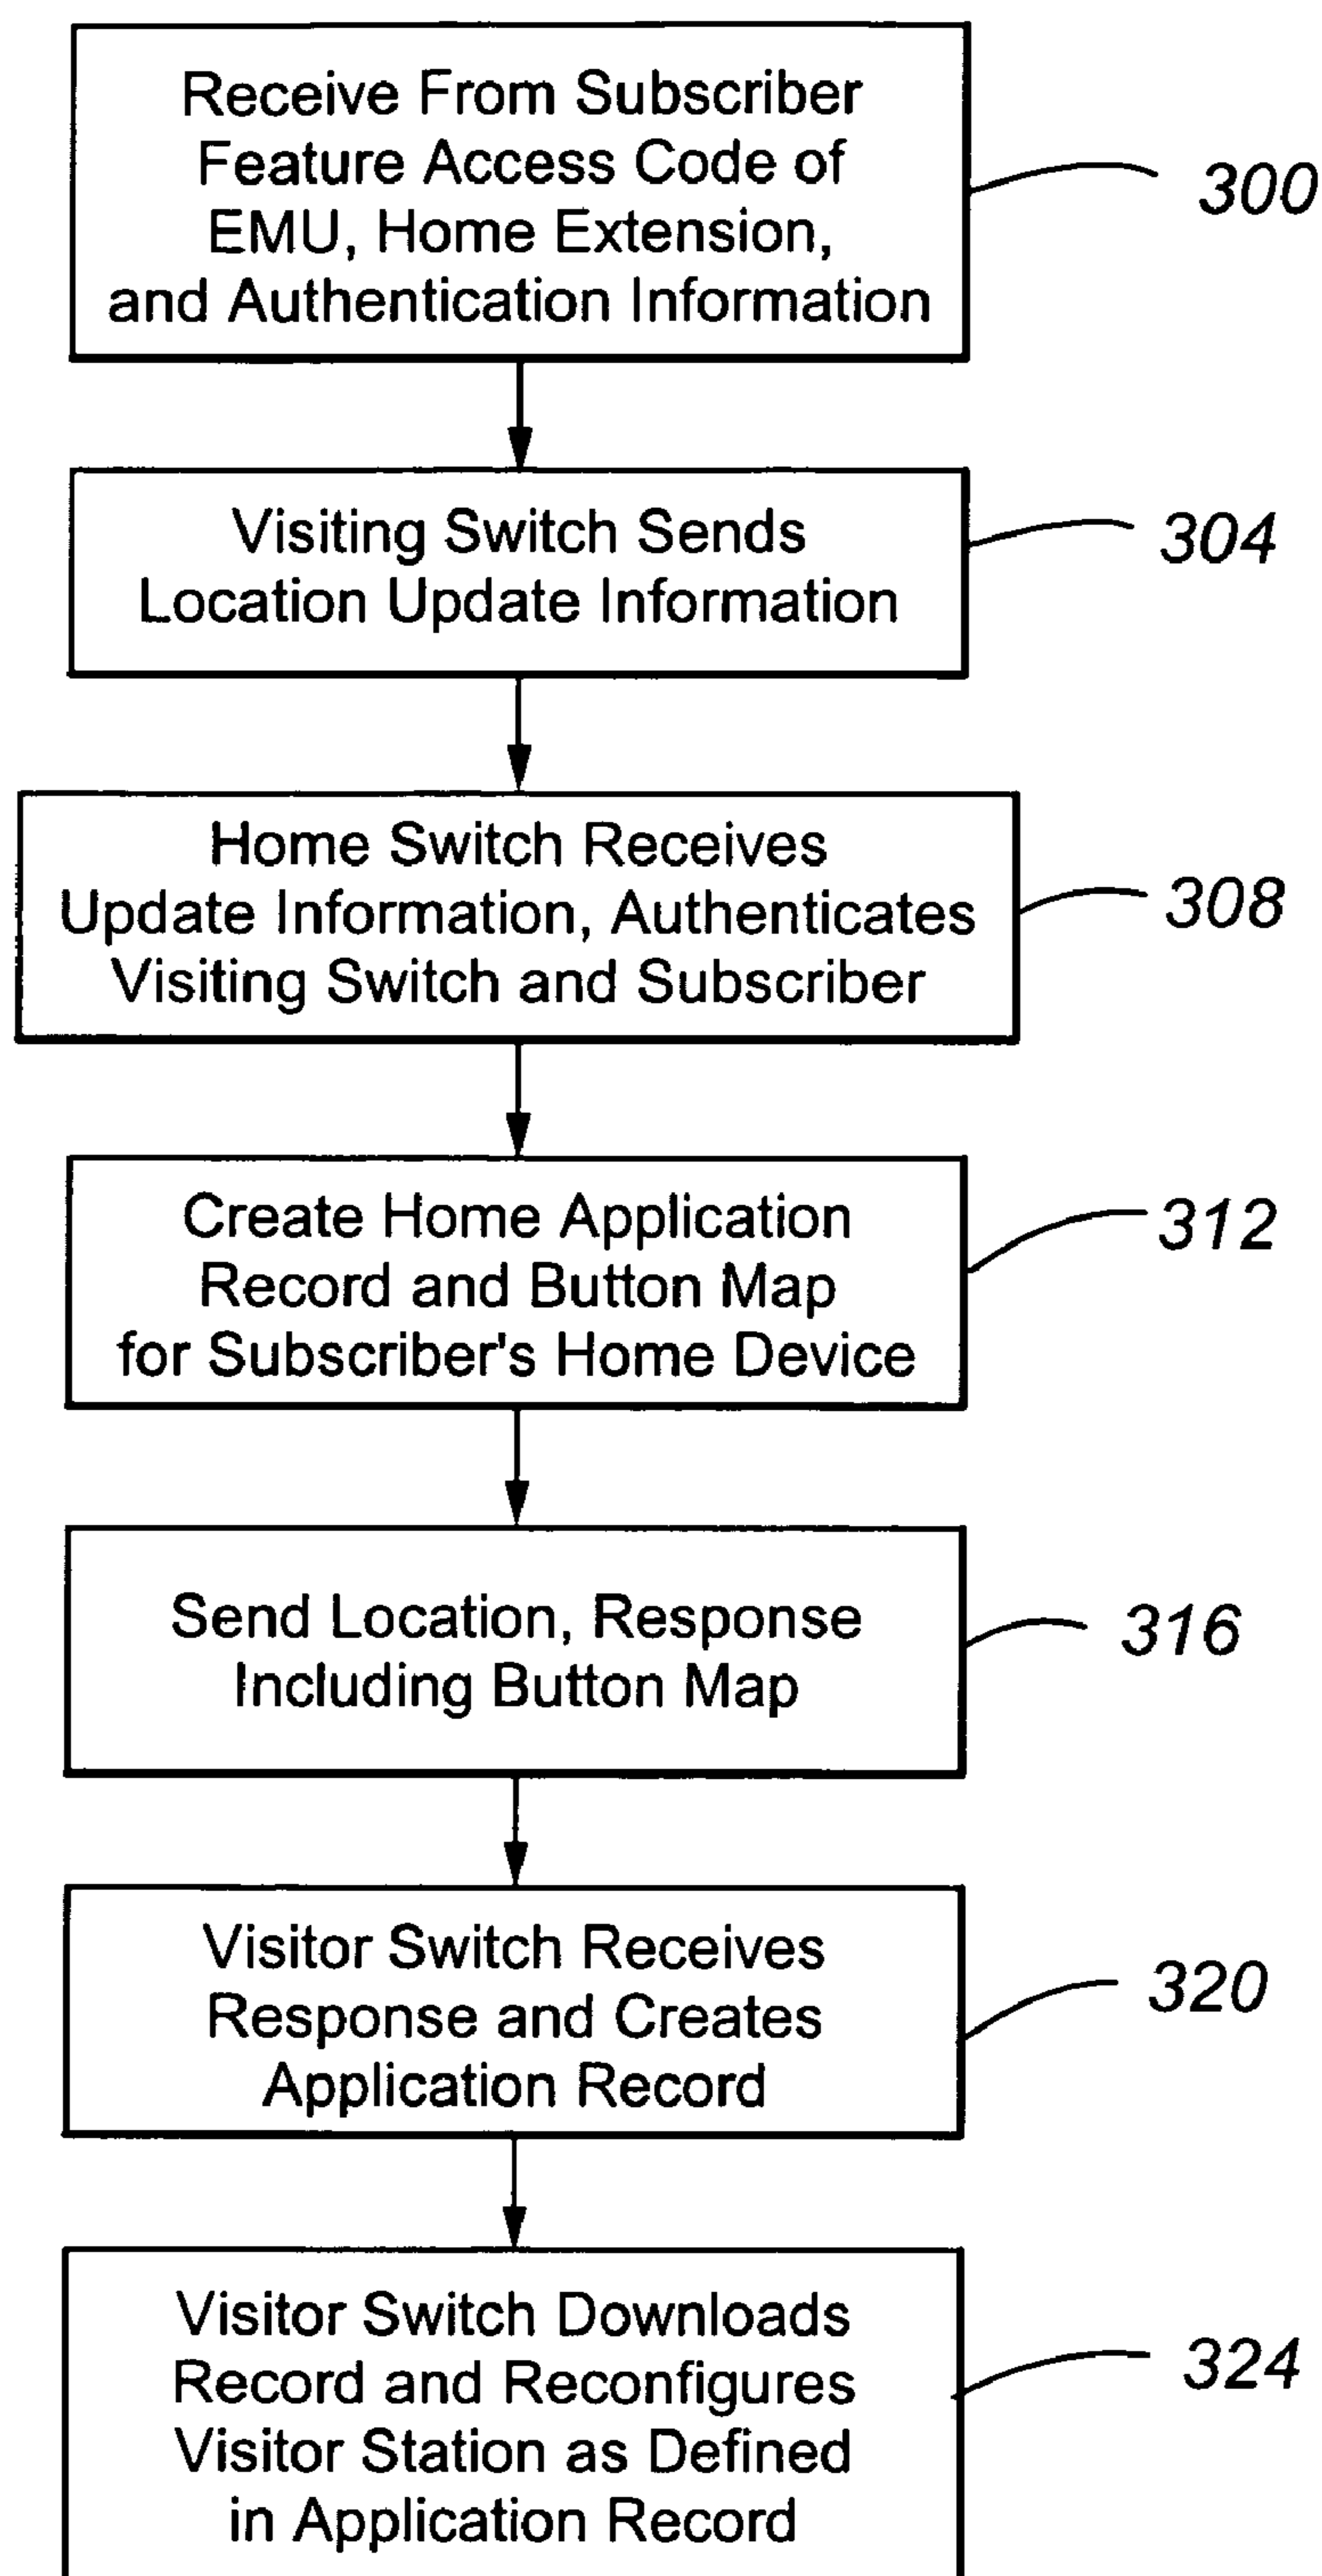 Receive From Subscriber
Feature Access Code of
EMU, Home Extension,
and Authentication Information
300
Visiting Switch Sends
Location Update Information
304
Home Switch Receives
Update Information, Authenticates
Visiting Switch and Subscriber
308
Create Home Application
Record and Button Map
for Subscriber's Home Device
312
Send Location, Response
Including Button Map
316
Visitor Switch Receives
Response and Creates
Application Record
320
Visitor Switch Downloads
Record and Reconfigures
Visitor Station as Defined
in Application Record
324